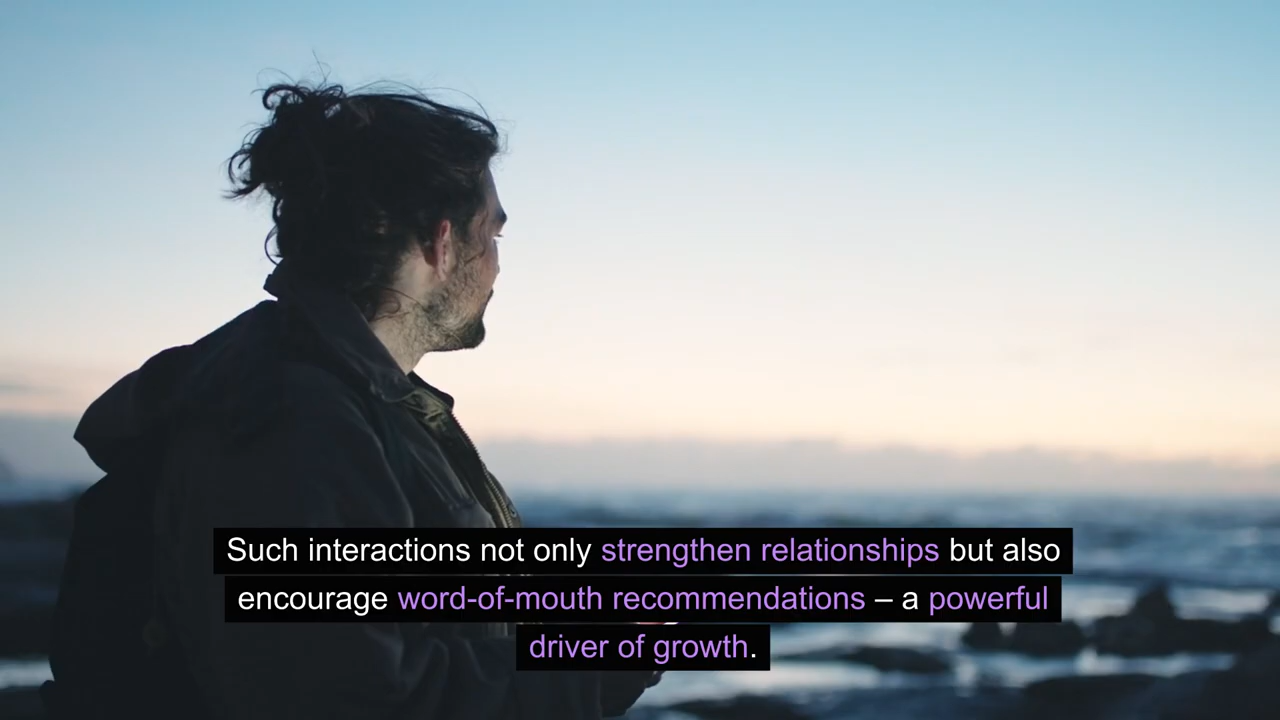 Such interactions not only strengthen relationships but also
encourage word-of-mouth recommendations – a powerful
driver of growth.